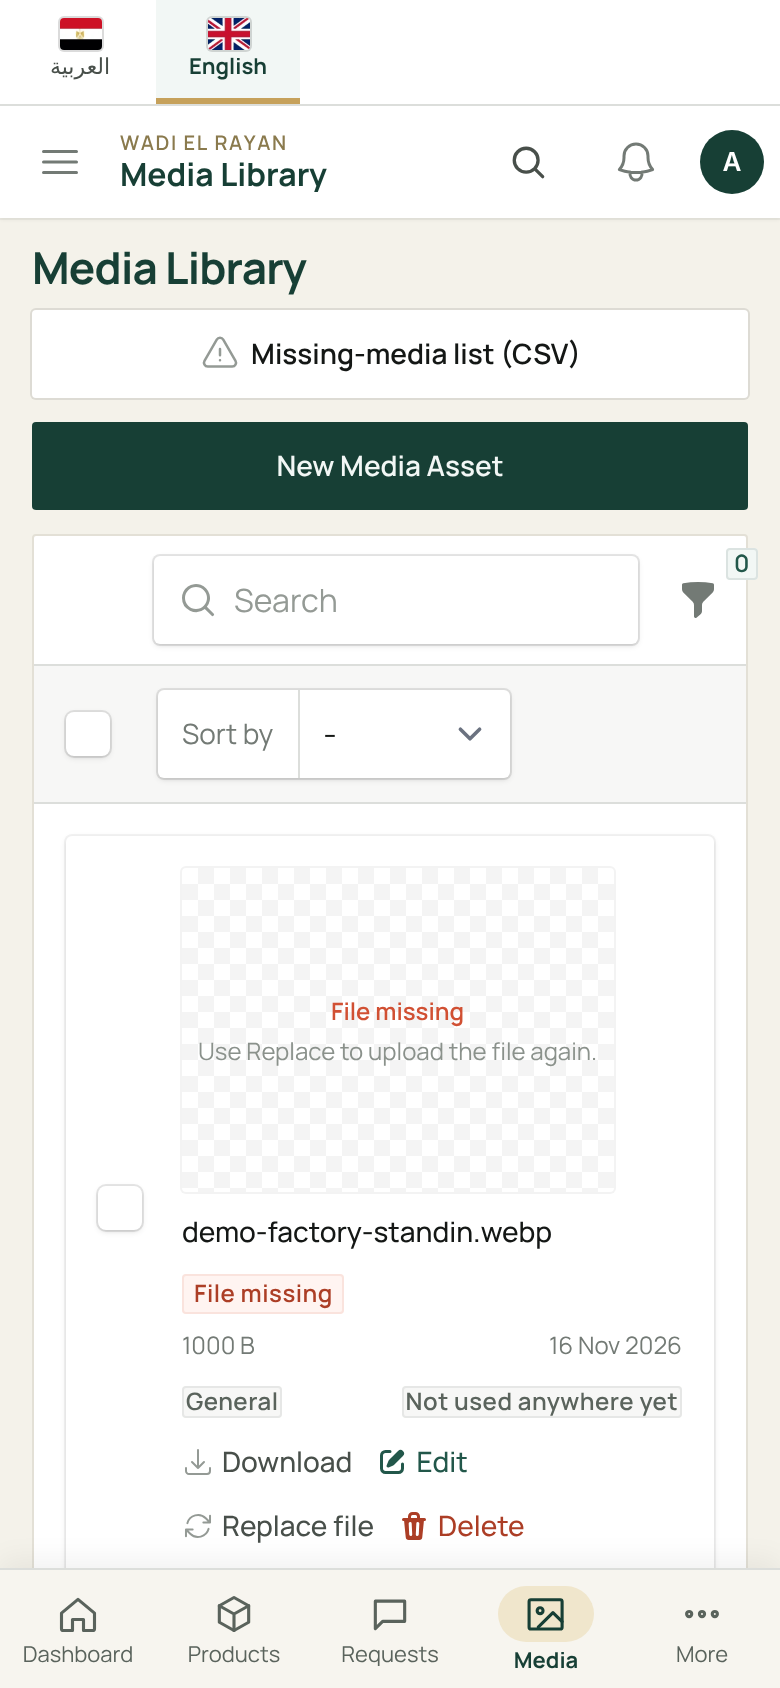 العربية
English
WADI EL RAYAN
Media Library
A
Media Library
Missing-media list (CSV)
New Media Asset
0
Search
Sort by
-
File missing
Use Replace to upload the file again.
demo-factory-standin.webp
File missing
1000 B 16 Nov 2026
General Not used anywhere yet
Download Edit
Replace file Delete
Dashboard Products Requests Media More